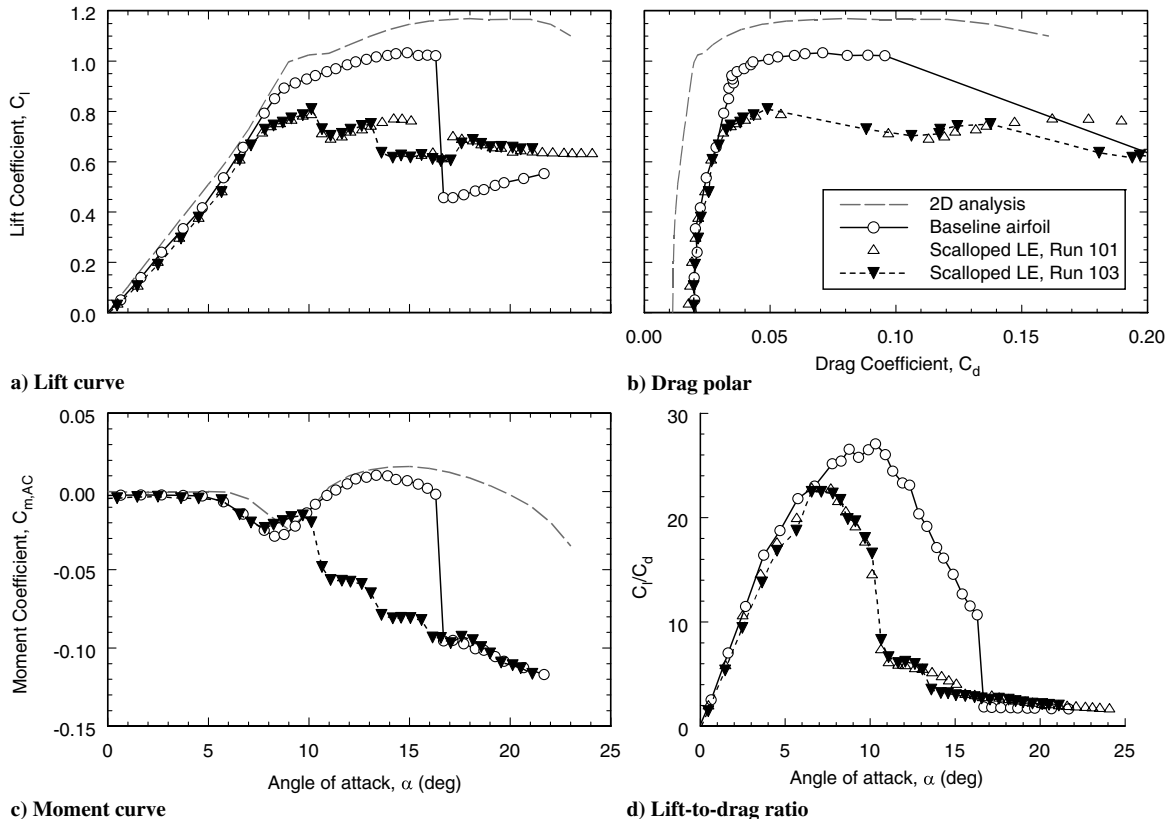 Lift Coefficient, C_l
1.2
1.0
0.8
0.6
0.4
0.2
0.0
a) Lift curve
0.00
0.05
0.10
0.15
0.20
Drag Coefficient, C_d
2D analysis
Baseline airfoil
Scalloped LE, Run 101
Scalloped LE, Run 103
b) Drag polar
Moment Coefficient, C_m,AC
0.05
0.00
-0.05
-0.10
-0.15
0
5
10
15
20
25
Angle of attack, α (deg)
c) Moment curve
C_l/C_d
30
20
10
0
0
5
10
15
20
25
Angle of attack, α (deg)
d) Lift-to-drag ratio